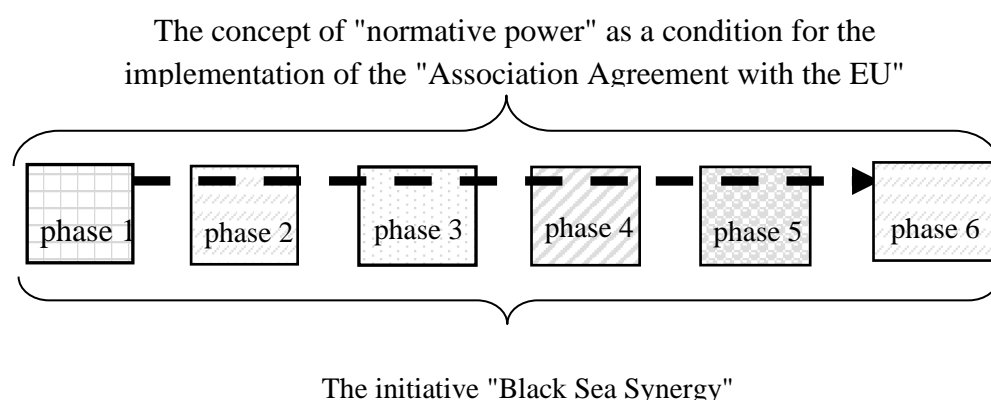 The concept of "normative power" as a condition for the
implementation of the "Association Agreement with the EU"
phase 1 phase 2 phase 3 phase 4 phase 5 phase 6
The initiative "Black Sea Synergy"